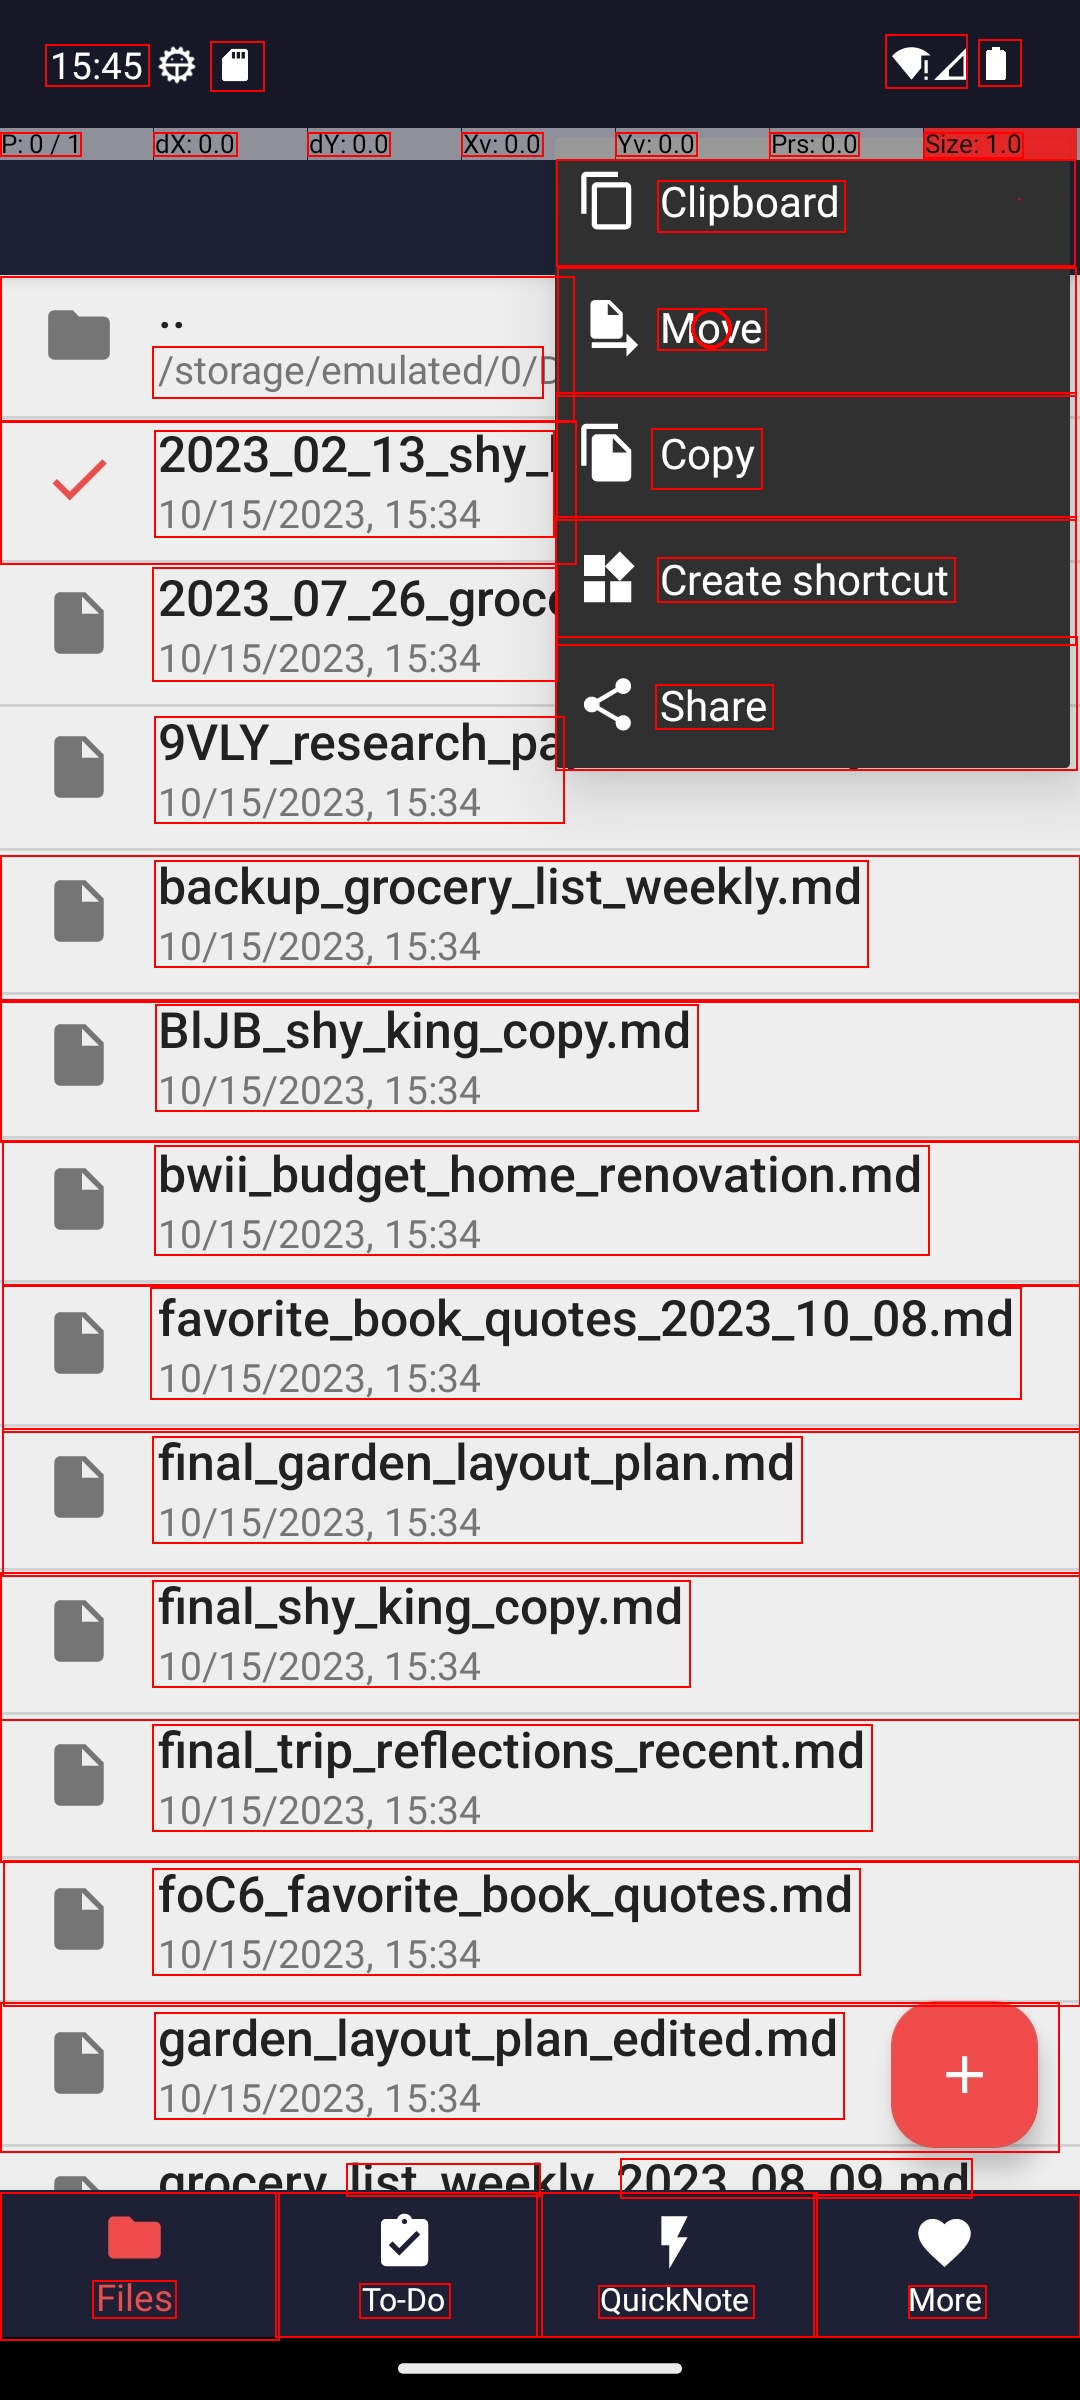 15:45
P: 0 / 1 dX: 0.0 dY: 0.0 Xv: 0.0 Yv: 0.0 Prs: 0.0 Size: 1.0
Clipboard
Move
Copy
Create shortcut
Share
..
/storage/emulated/0/D
2023_02_13_shy_
10/15/2023, 15:34
2023_07_26_groce
10/15/2023, 15:34
9VLY_research_pa
10/15/2023, 15:34
backup_grocery_list_weekly.md
10/15/2023, 15:34
BlJB_shy_king_copy.md
10/15/2023, 15:34
bwii_budget_home_renovation.md
10/15/2023, 15:34
favorite_book_quotes_2023_10_08.md
10/15/2023, 15:34
final_garden_layout_plan.md
10/15/2023, 15:34
final_shy_king_copy.md
10/15/2023, 15:34
final_trip_reflections_recent.md
10/15/2023, 15:34
foC6_favorite_book_quotes.md
10/15/2023, 15:34
garden_layout_plan_edited.md
10/15/2023, 15:34
grocery_list_weekly_2023_08_09.md
Files
To-Do
QuickNote
More